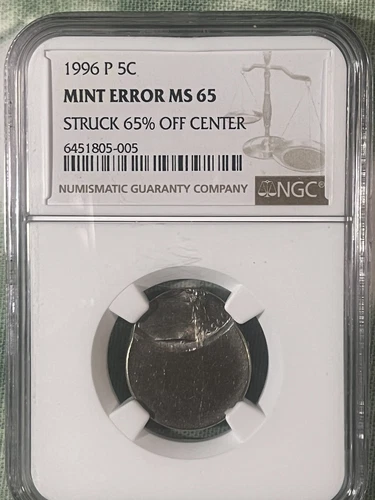 1996 P 5C
MINT ERROR MS 65
STRUCK 65% OFF CENTER
6451805-005
NUMISMATIC GUARANTY COMPANY
NGC®